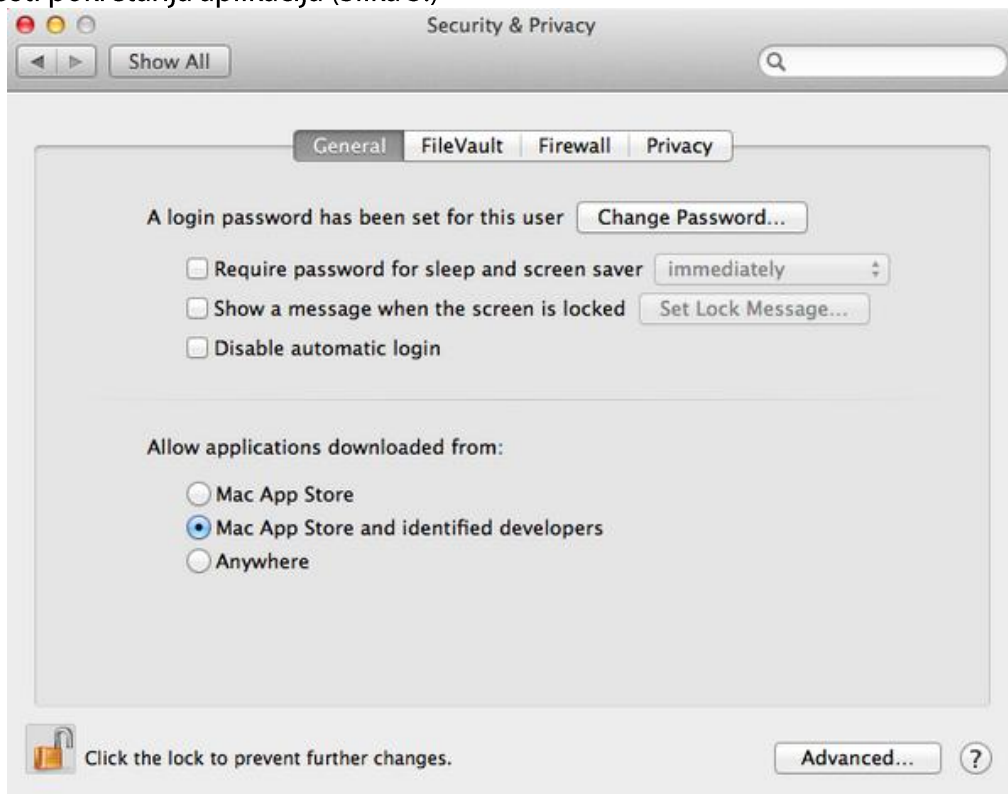 pokretanja aplikacija (Slika
Security & Privacy
Show All
General FileVault Firewall Privacy
A login password has been set for this user Change Password...
Require password for sleep and screen saver immediately
Show a message when the screen is locked Set Lock Message...
Disable automatic login
Allow applications downloaded from:
Mac App Store
Mac App Store and identified developers
Anywhere
Click the lock to prevent further changes. Advanced... ?